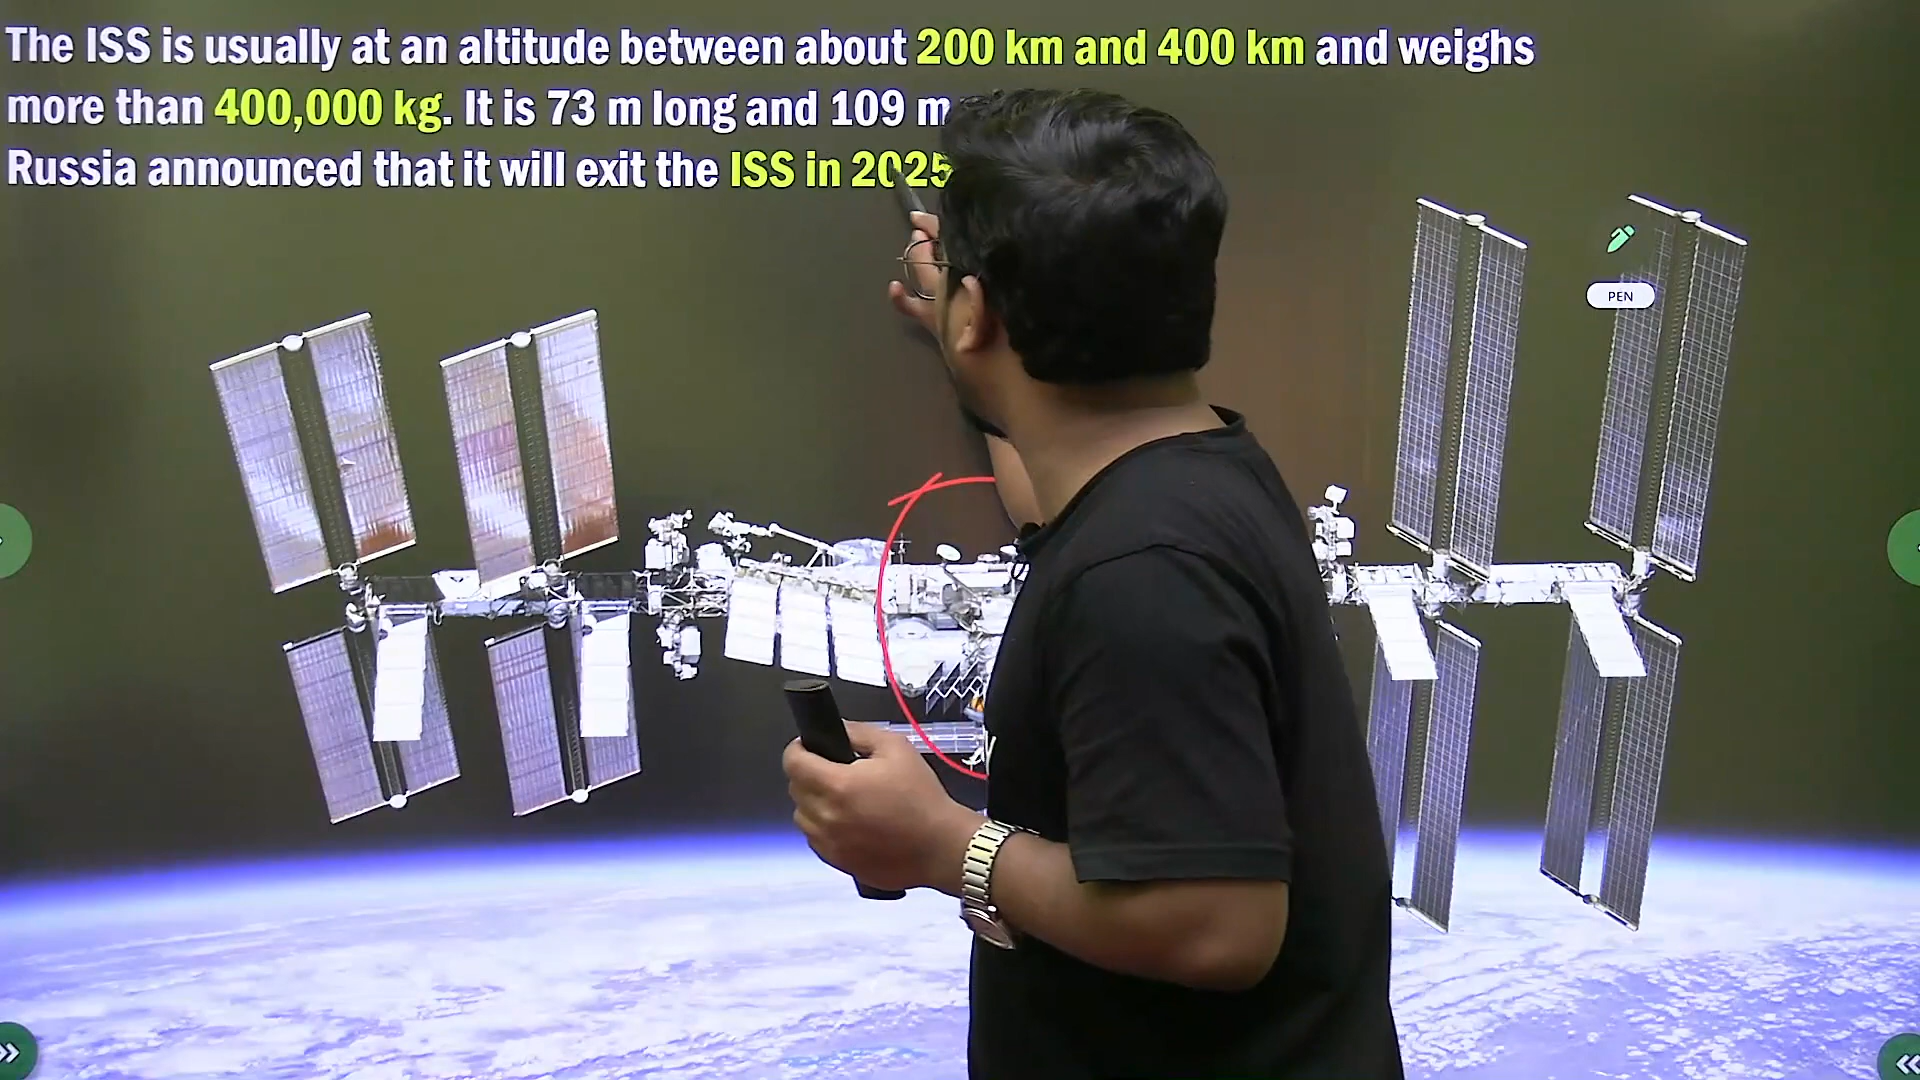 The ISS is usually at an altitude between about 200 km and 400 km and weighs
more than 400,000 kg. It is 73 m long and 109 m
Russia announced that it will exit the ISS in 2025
PEN